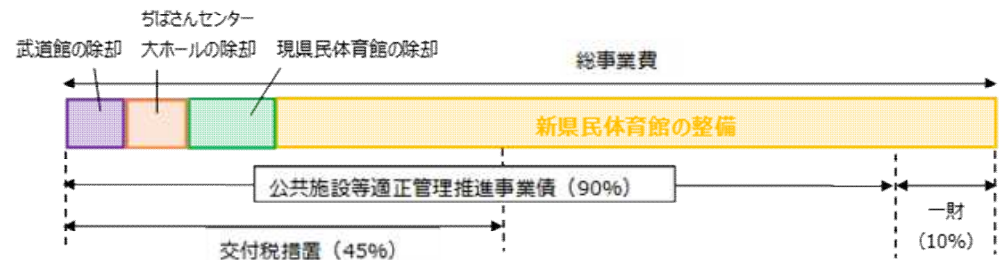 ぢばさんセンター
武道館の除却
大ホールの除却
現県民体育館の除却
総事業費
新県民体育館の整備
公共施設等適正管理推進事業債（90%）
一財
（10%）
交付税措置（45%）